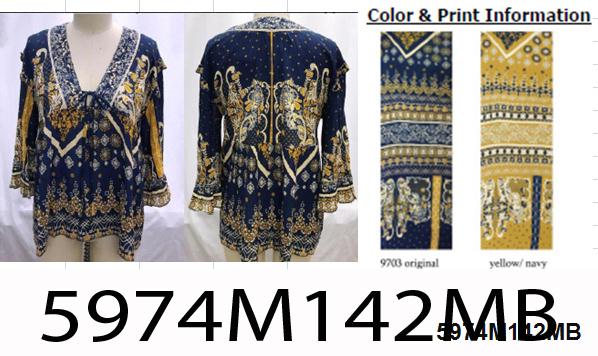 Color & Print Information
9703 original
yellow/ navy
5974M142MB
5974M142MB